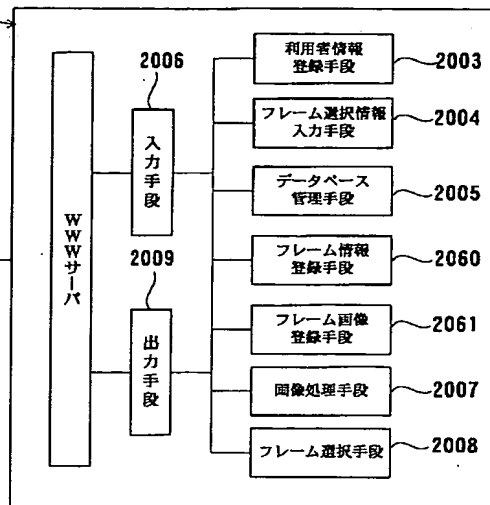 WWWサーバ
2006
入力手段
2009
出力手段
利用者情報
登録手段
2003
フレーム選択情報
入力手段
2004
データベース
管理手段
2005
フレーム情報
登録手段
2060
フレーム画像
登録手段
2061
画像処理手段
2007
フレーム選択手段
2008